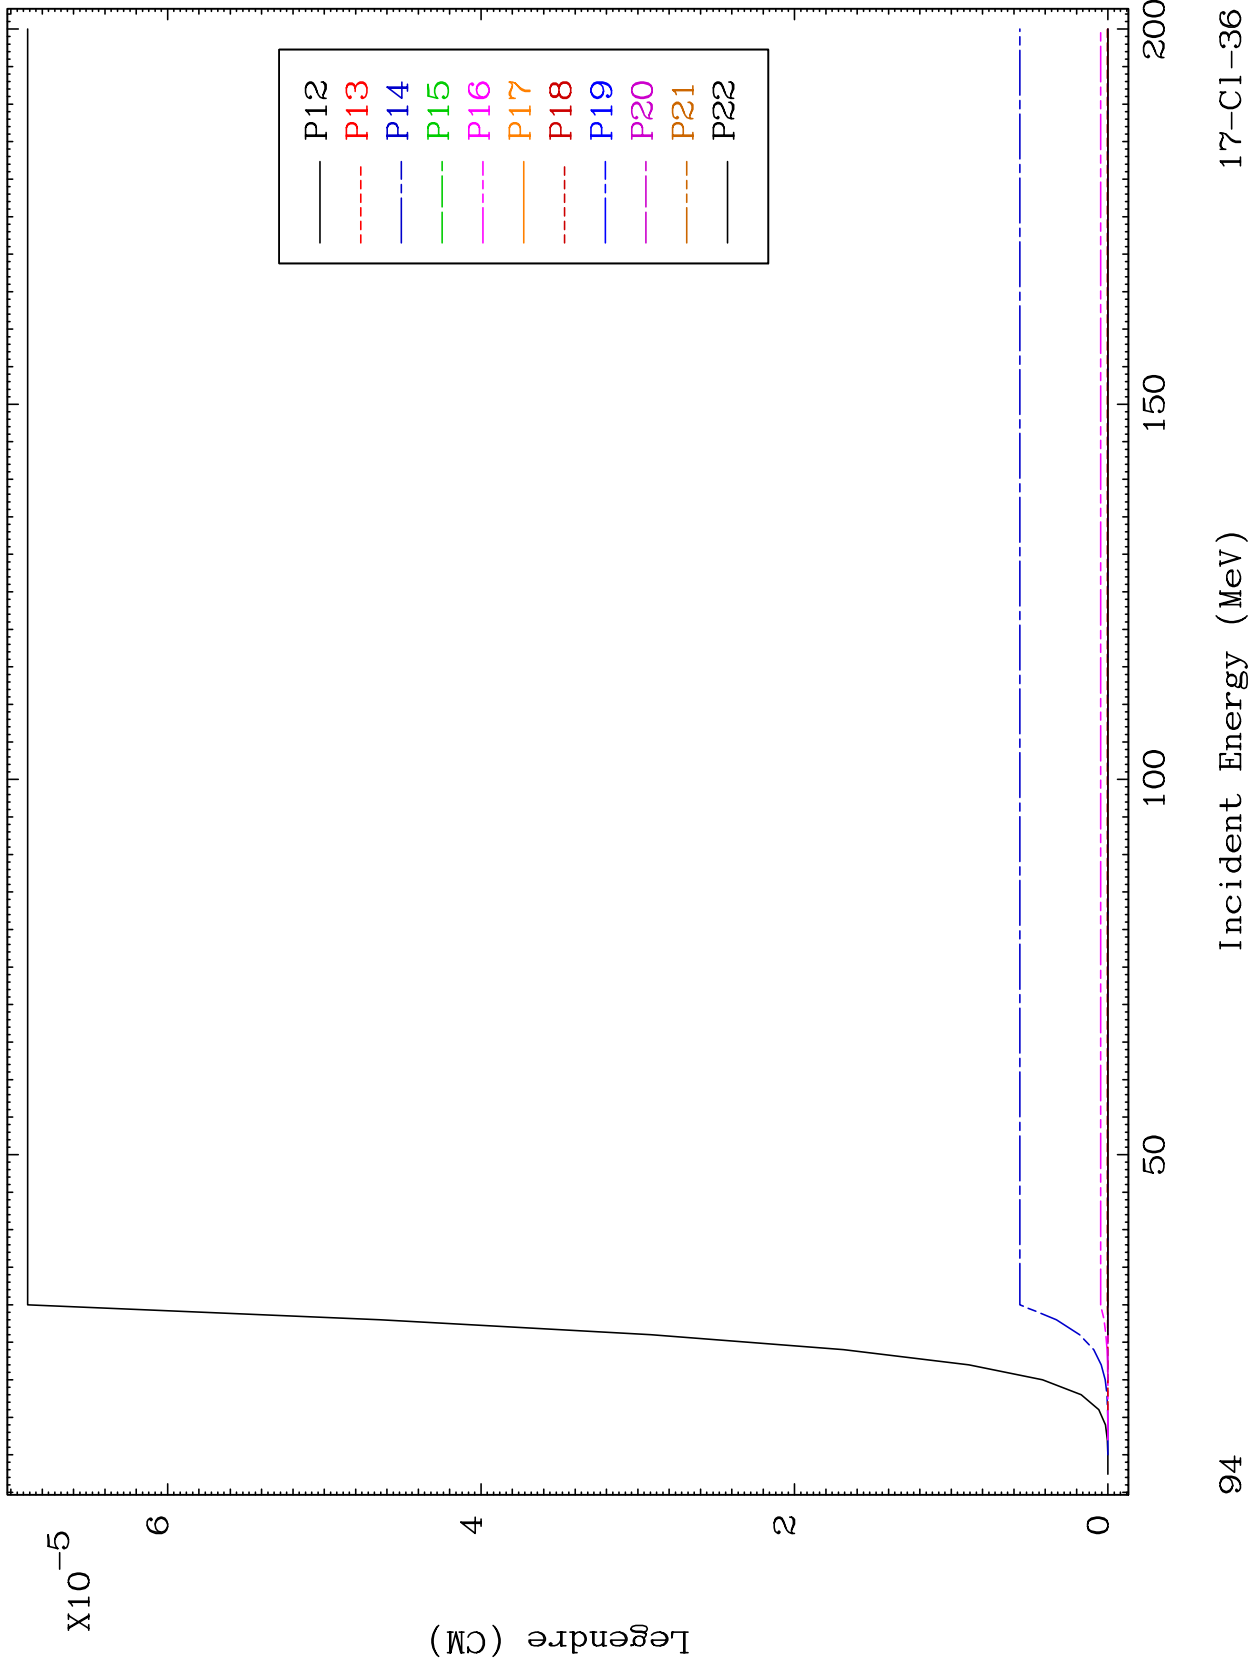 X10-5
6
4
2
0
Legendre (CM)
P12
P13
P14
P15
P16
P17
P18
P19
P20
P21
P22
50
100
150
200
Incident Energy (MeV)
94
17-Cl-36